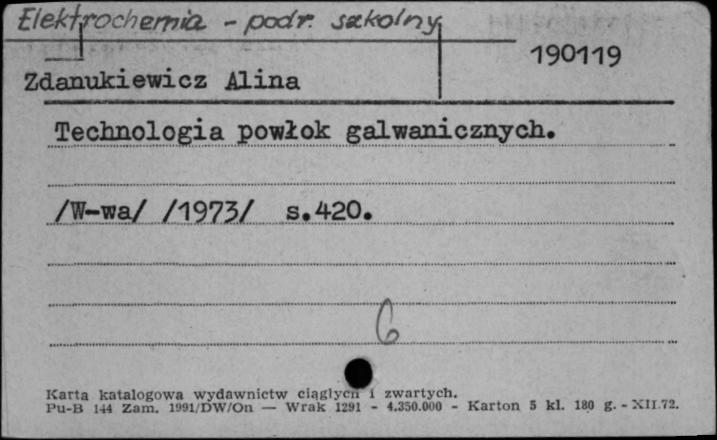 Elektrochemia - podr. szkolny
190119
Zdanukiewicz Alina
Technologia powłok galwanicznych.
/W-wa/ /1973/ s.420.
6
Karta katalogowa wydawnictw ciągłych i zwartych.
Pu-B 144 Zam. 1991/DW/On — Wrak 1291 - 4.350.000 - Karton 5 kl. 180 g. - XII.72.